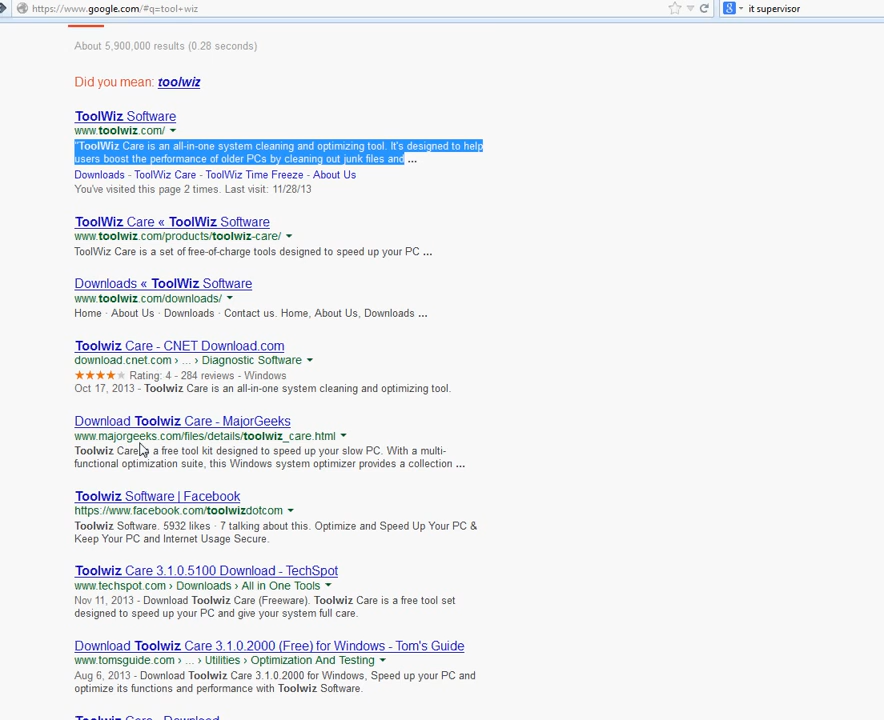 https://www.google.com/#q=tool+wiz
it supervisor
About 5,900,000 results (0.28 seconds)
Did you mean: toolwiz
ToolWiz Software
www.toolwiz.com/
"ToolWiz Care is an all-in-one system cleaning and optimizing tool. It's designed to help
users boost the performance of older PCs by cleaning out junk files and ...
Downloads - ToolWiz Care - ToolWiz Time Freeze - About Us
You've visited this page 2 times. Last visit: 11/28/13
ToolWiz Care « ToolWiz Software
www.toolwiz.com/products/toolwiz-care/
ToolWiz Care is a set of free-of-charge tools designed to speed up your PC ...
Downloads « ToolWiz Software
www.toolwiz.com/downloads/
Home · About Us · Downloads · Contact us. Home, About Us, Downloads ...
Toolwiz Care - CNET Download.com
download.cnet.com › ... › Diagnostic Software
Rating: 4 - 284 reviews - Windows
Oct 17, 2013 - Toolwiz Care is an all-in-one system cleaning and optimizing tool.
Download Toolwiz Care - MajorGeeks
www.majorgeeks.com/files/details/toolwiz_care.html
Toolwiz Care is a free tool kit designed to speed up your slow PC. With a multi-
functional optimization suite, this Windows system optimizer provides a collection ...
Toolwiz Software | Facebook
https://www.facebook.com/toolwizdotcom
Toolwiz Software. 5932 likes · 7 talking about this. Optimize and Speed Up Your PC &
Keep Your PC and Internet Usage Secure.
Toolwiz Care 3.1.0.5100 Download - TechSpot
www.techspot.com › Downloads › All in One Tools
Nov 11, 2013 - Download Toolwiz Care (Freeware). Toolwiz Care is a free tool set
designed to speed up your PC and give your system full care.
Download Toolwiz Care 3.1.0.2000 (Free) for Windows - Tom's Guide
www.tomsguide.com › ... › Utilities › Optimization And Testing
Aug 6, 2013 - Download Toolwiz Care 3.1.0.2000 for Windows, Speed up your PC and
optimize its functions and performance with Toolwiz Software.
Toolwiz Care - Download